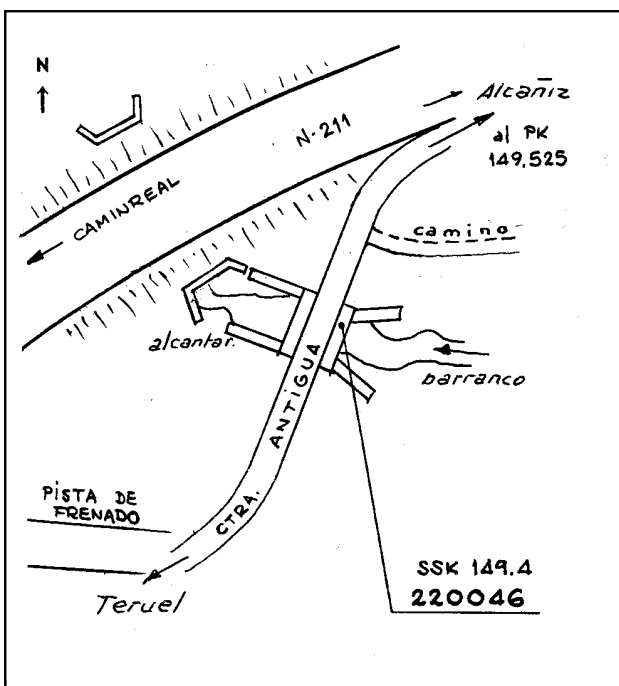 N
N-211
Alcañiz
al PK
149,525
CAMINREAL
camino
alcantar.
barranco
CTRA. ANTIGUA
PISTA DE
FRENADO
Teruel
SSK 149.4
220046